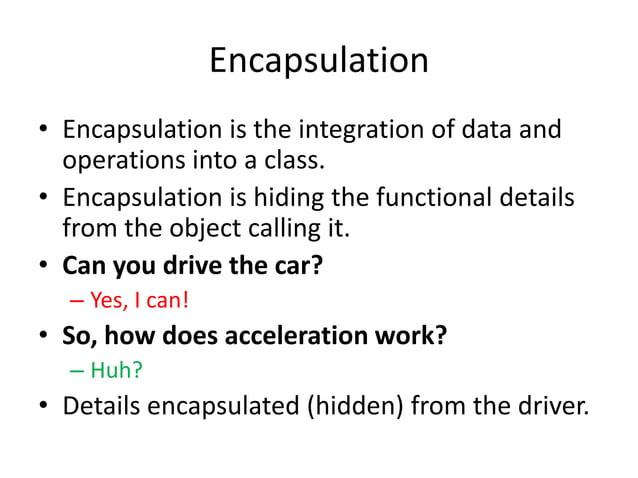 Encapsulation
• Encapsulation is the integration of data and
operations into a class.
• Encapsulation is hiding the functional details
from the object calling it.
• Can you drive the car?
– Yes, I can!
• So, how does acceleration work?
– Huh?
• Details encapsulated (hidden) from the driver.